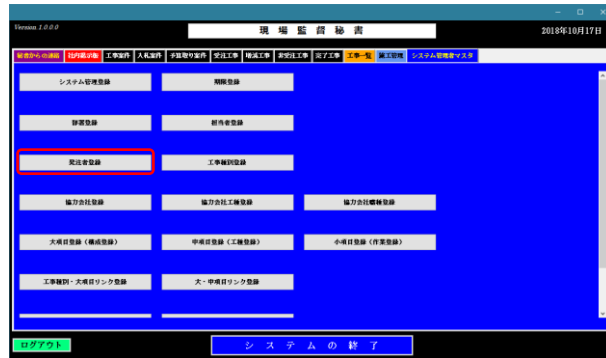 Version 1.0.0.0
現場監督秘書
2018年10月17日
秘書からの連絡 社内掲示板 工事案件 入札案件 予算取り案件 受注工事 増減工事 非受注工事 完了工事 工事一覧 施工管理 システム管理者マスタ
システム管理登録 期限登録
部署登録 担当者登録
発注者登録 工事種別登録
協力会社登録 協力会社工種登録 協力会社職種登録
大項目登録（構成登録） 中項目登録（工種登録） 小項目登録（作業登録）
工事種別・大項目リンク登録 大・中項目リンク登録
ログアウト システムの終了